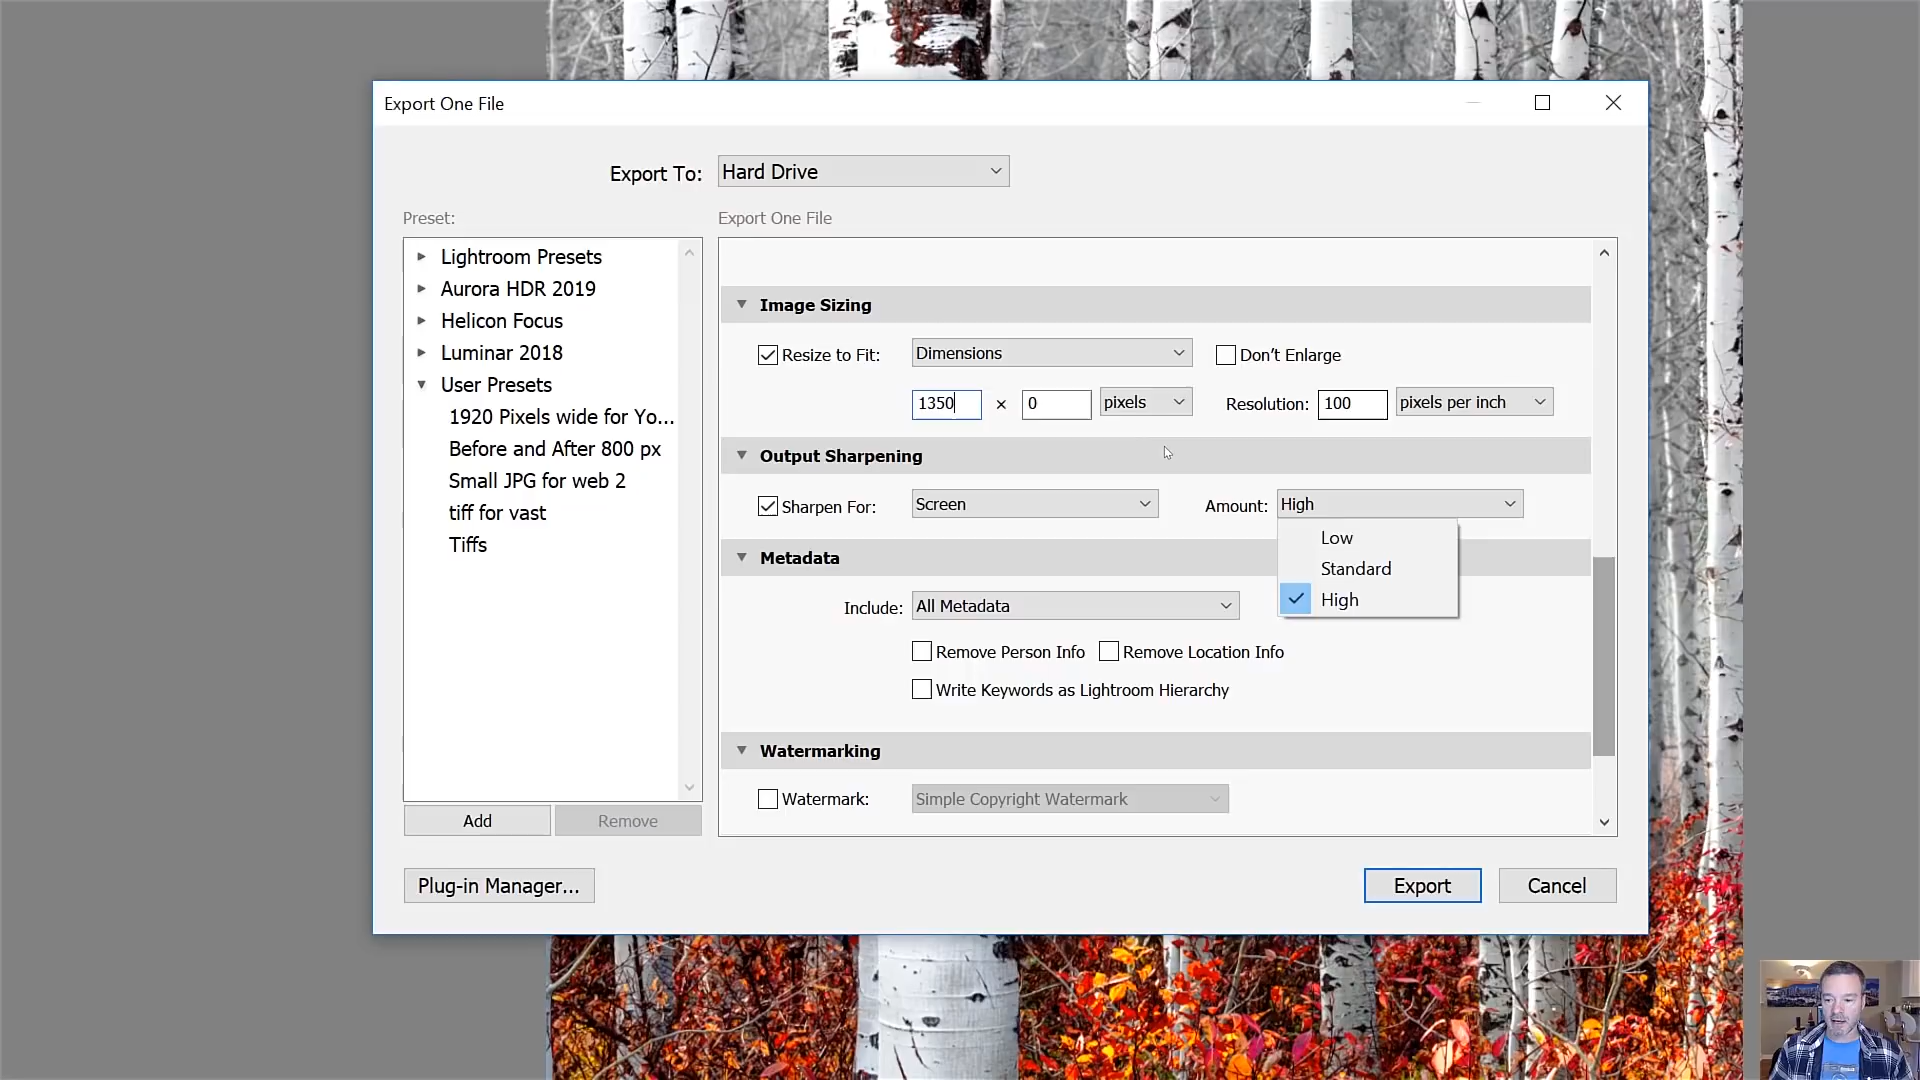 Export One File
Export To: Hard Drive
Preset:
Export One File
Lightroom Presets
Aurora HDR 2019
Helicon Focus
Luminar 2018
User Presets
1920 Pixels wide for Yo...
Before and After 800 px
Small JPG for web 2
tiff for vast
Tiffs
Add Remove
Image Sizing
Resize to Fit: Dimensions Don't Enlarge
1350 × 0 pixels Resolution: 100 pixels per inch
Output Sharpening
Sharpen For: Screen Amount: High
Low
Standard
High
Metadata
Include: All Metadata
Remove Person Info Remove Location Info
Write Keywords as Lightroom Hierarchy
Watermarking
Watermark: Simple Copyright Watermark
Plug-in Manager... Export Cancel